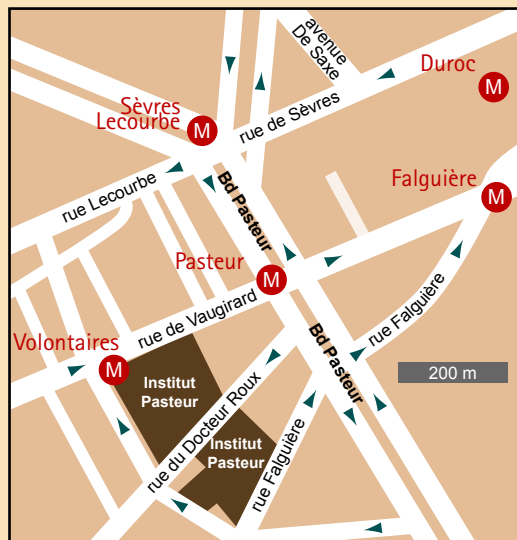 avenue
De Saxe
Duroc
M
Sèvres
Lecourbe
M
rue de Sèvres
rue Lecourbe
Bd Pasteur
Falguière
M
Pasteur
M
rue de Vaugirard
Volontaires
M
Bd Pasteur
rue Falguière
200 m
Institut
Pasteur
rue du Docteur Roux
Institut
Pasteur
rue Falguière